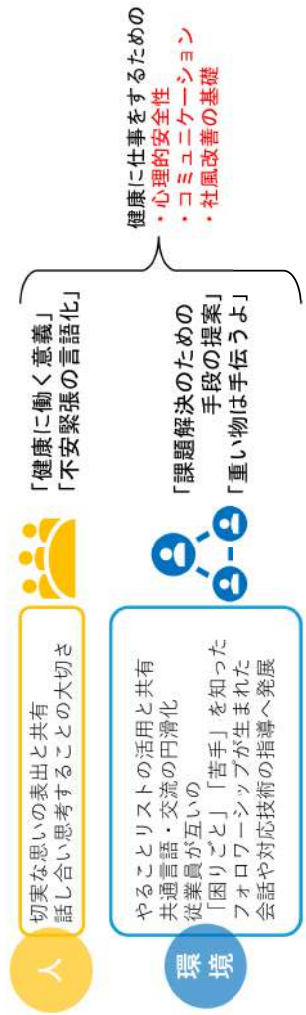 人
切実な思いの表出と共有
話し合い思考することの大切さ
「健康に働く意義」
「不安緊張の言語化」
環
境
やることリストの活用と共有
共通言語・交流の円滑化
従業員が互いの
「困りごと」「苦手」を知った
フォロワーシップが生まれた
会話や対応技術の指導へ発展
「課題解決のための
手段の提案」
「重い物は手伝うよ」
健康に仕事をするための
・心理的安全性
・コミュニケーション
・社風改善の基礎